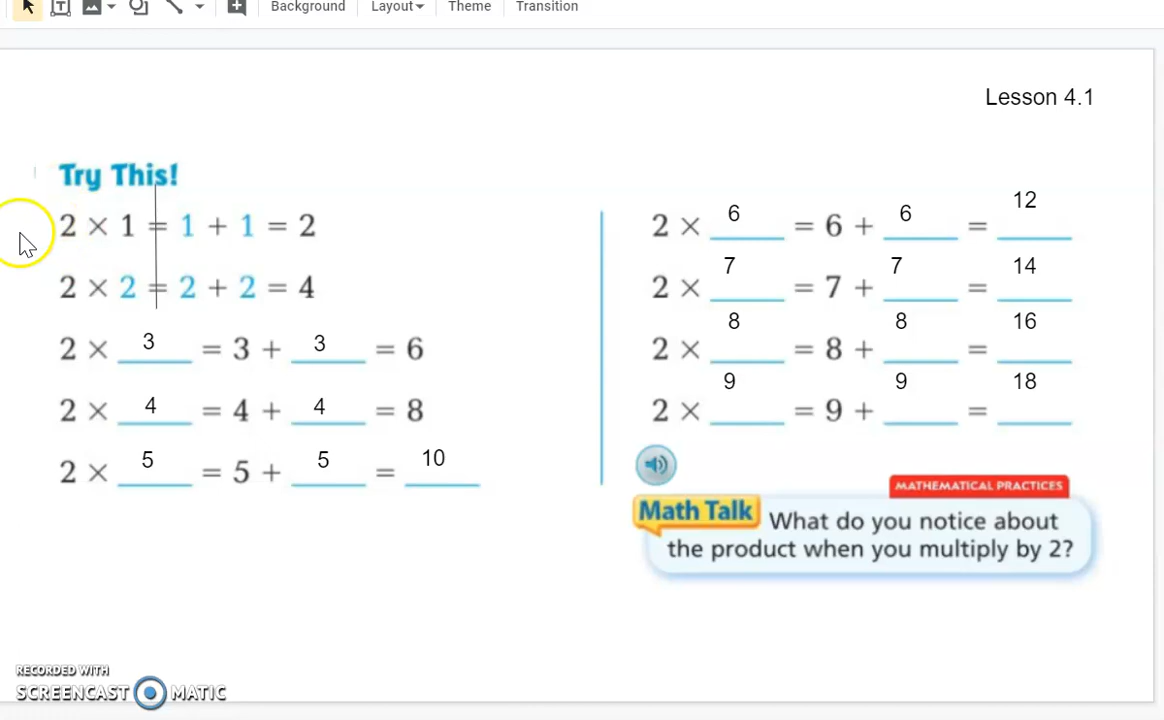 Background Layout Theme Transition
Lesson 4.1
Try This!
2 × 1 = 1 + 1 = 2
2 × 2 = 2 + 2 = 4
2 × 3 = 3 + 3 = 6
2 × 4 = 4 + 4 = 8
2 × 5 = 5 + 5 = 10
2 × 6 = 6 + 6 = 12
2 × 7 = 7 + 7 = 14
2 × 8 = 8 + 8 = 16
2 × 9 = 9 + 9 = 18
MATHEMATICAL PRACTICES
Math Talk What do you notice about
the product when you multiply by 2?
RECORDED WITH
SCREENCAST MATIC